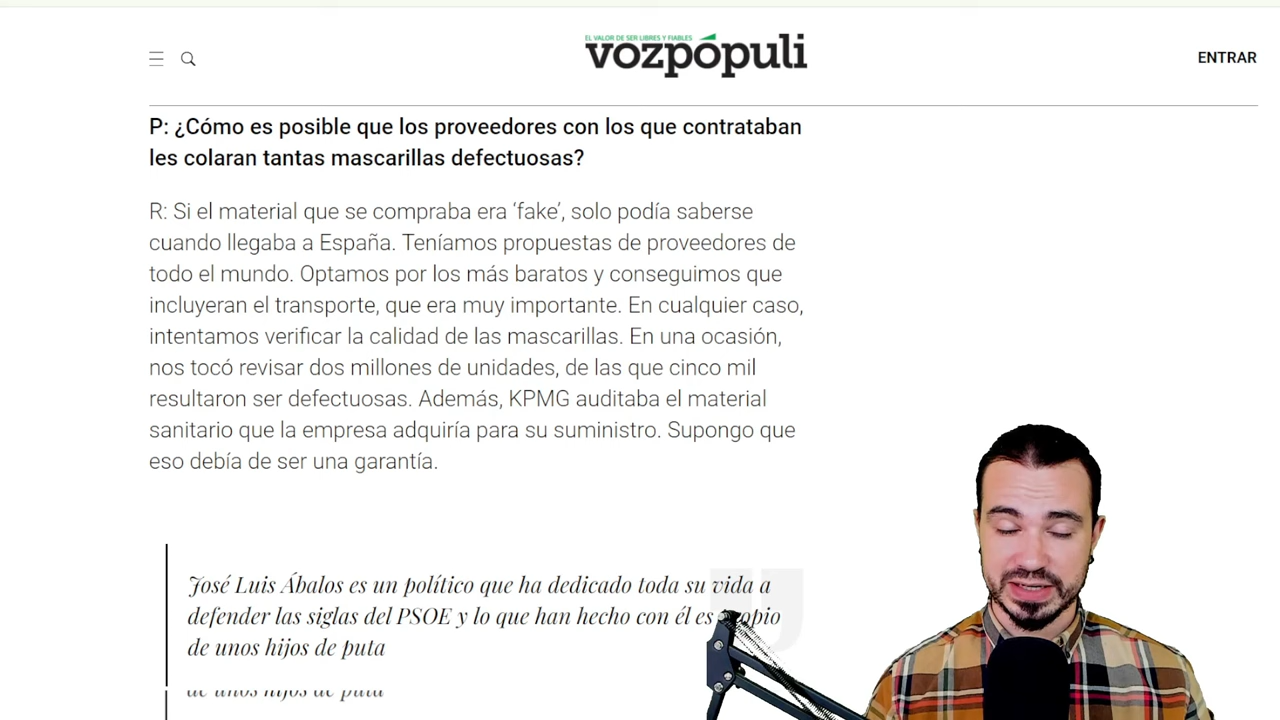 EL VALOR DE SER LIBRES Y FIABLES
vozpópuli
ENTRAR
P: ¿Cómo es posible que los proveedores con los que contrataban
les colaran tantas mascarillas defectuosas?
R: Si el material que se compraba era ‘fake’, solo podía saberse
cuando llegaba a España. Teníamos propuestas de proveedores de
todo el mundo. Optamos por los más baratos y conseguimos que
incluyeran el transporte, que era muy importante. En cualquier caso,
intentamos verificar la calidad de las mascarillas. En una ocasión,
nos tocó revisar dos millones de unidades, de las que cinco mil
resultaron ser defectuosas. Además, KPMG auditaba el material
sanitario que la empresa adquiría para su suministro. Supongo que
eso debía de ser una garantía.
José Luis Ábalos es un político que ha dedicado toda su vida a
defender las siglas del PSOE y lo que han hecho con él es propio
de unos hijos de puta
de unos hijos de puta